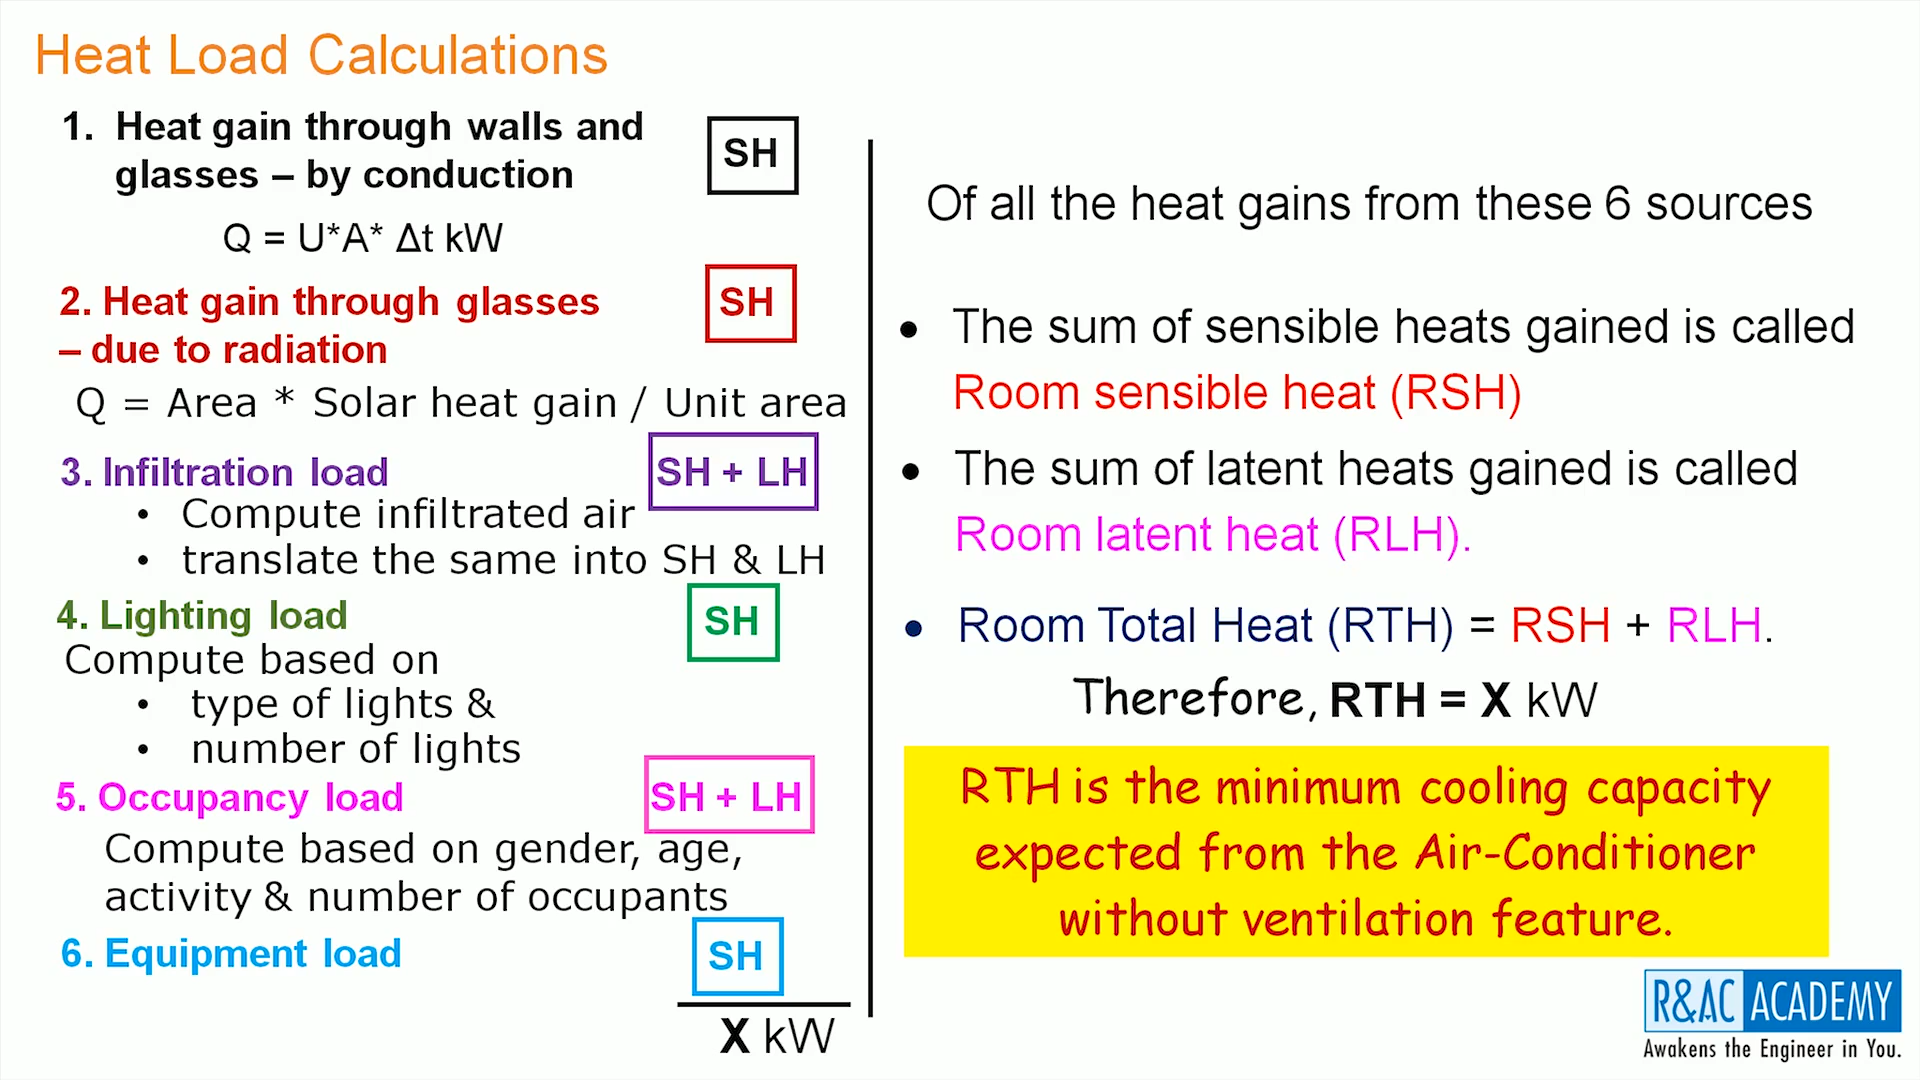 Heat Load Calculations
1. Heat gain through walls and
glasses – by conduction
SH
Q = U*A* Δt kW
2. Heat gain through glasses
– due to radiation
SH
Q = Area * Solar heat gain / Unit area
3. Infiltration load
SH + LH
• Compute infiltrated air
• translate the same into SH & LH
4. Lighting load
SH
Compute based on
• type of lights &
• number of lights
5. Occupancy load
SH + LH
Compute based on gender, age,
activity & number of occupants
6. Equipment load
SH
X kW
Of all the heat gains from these 6 sources
• The sum of sensible heats gained is called
Room sensible heat (RSH)
• The sum of latent heats gained is called
Room latent heat (RLH).
• Room Total Heat (RTH) = RSH + RLH.
Therefore, RTH = X kW
RTH is the minimum cooling capacity
expected from the Air-Conditioner
without ventilation feature.
R&AC ACADEMY
Awakens the Engineer in You.